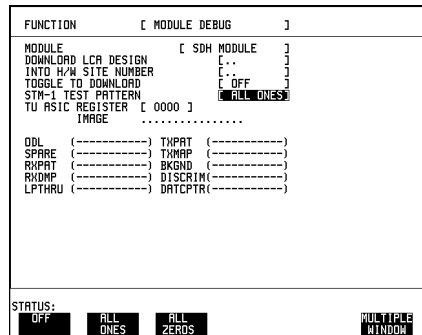 FUNCTION [ MODULE DEBUG ]
MODULE [ SDH MODULE ]
DOWNLOAD LCA DESIGN [.. ]
INTO H/W SITE NUMBER [.. ]
TOGGLE TO DOWNLOAD [ OFF ]
STM-1 TEST PATTERN [ ALL ONES]
TU ASIC REGISTER [ 0000 ]
IMAGE ................
ODL (-----------) TXPAT (-----------)
SPARE (-----------) TXMAP (-----------)
RXPAT (-----------) BKGND (-----------)
RXDMP (-----------) DISCRIM(-----------)
LPTHRU (-----------) DATCPTR(-----------)
STATUS:
OFF ALL ONES ALL ZEROS MULTIPLE WINDOW